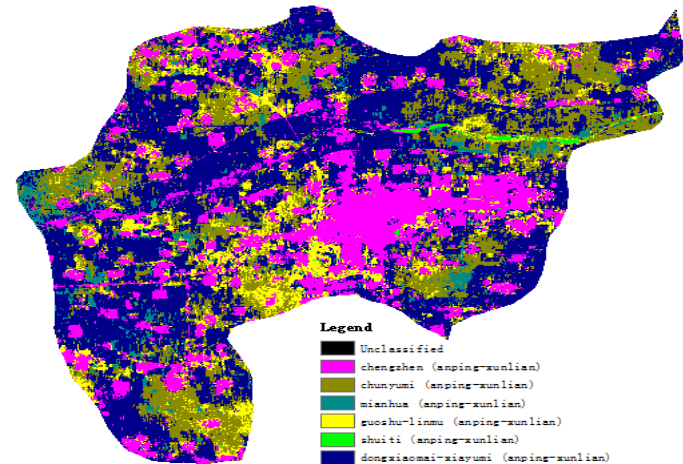 Legend
Unclassified
chengzhen (anping-xunlian)
chunyumi (anping-xunlian)
mianhua (anping-xunlian)
guoshu-linmu (anping-xunlian)
shuiti (anping-xunlian)
dongxiaomai-xiayumi (anping-xunlian)